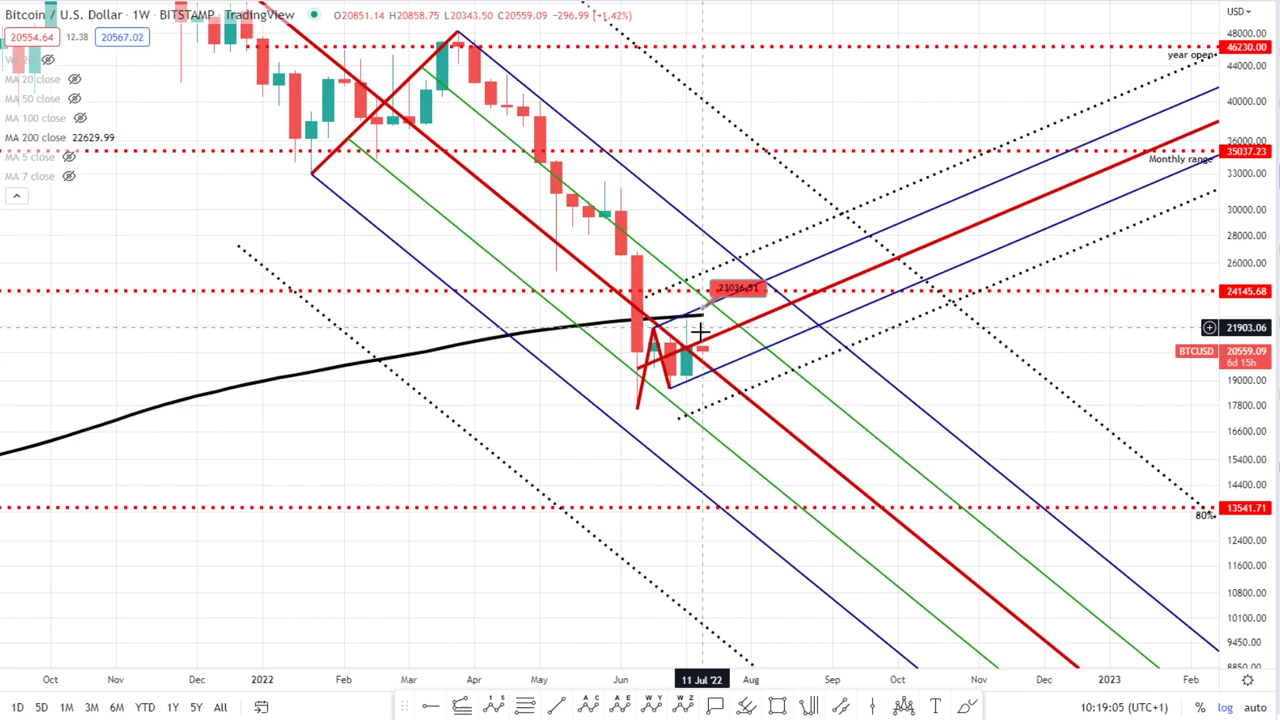 Bitcoin / U.S. Dollar · 1W · BITSTAMP · TradingView O20851.14 H20858.75 L20343.50 C20559.09 -296.99 (-1.42%)
USD
20554.64 12.38 20567.02
48000.00
46230.00
year open
MA 20 close
44000.00
MA 50 close
40000.00
MA 100 close
MA 200 close 22629.99
36000.00
35037.23
MA 5 close
Monthly range
33000.00
MA 7 close
30000.00
28000.00
26000.00
23036.51
24145.68
21903.06
BTCUSD 20559.09
6d 15h
19000.00
17800.00
16600.00
15400.00
14400.00
13541.71
80%
12400.00
11600.00
10800.00
10100.00
9450.00
8850.00
Oct Nov Dec 2022 Feb Mar Apr May Jun 11 Jul '22 Aug Sep Oct Nov Dec 2023 Feb
1D 5D 1M 3M 6M YTD 1Y 5Y All
10:19:05 (UTC+1) % log auto